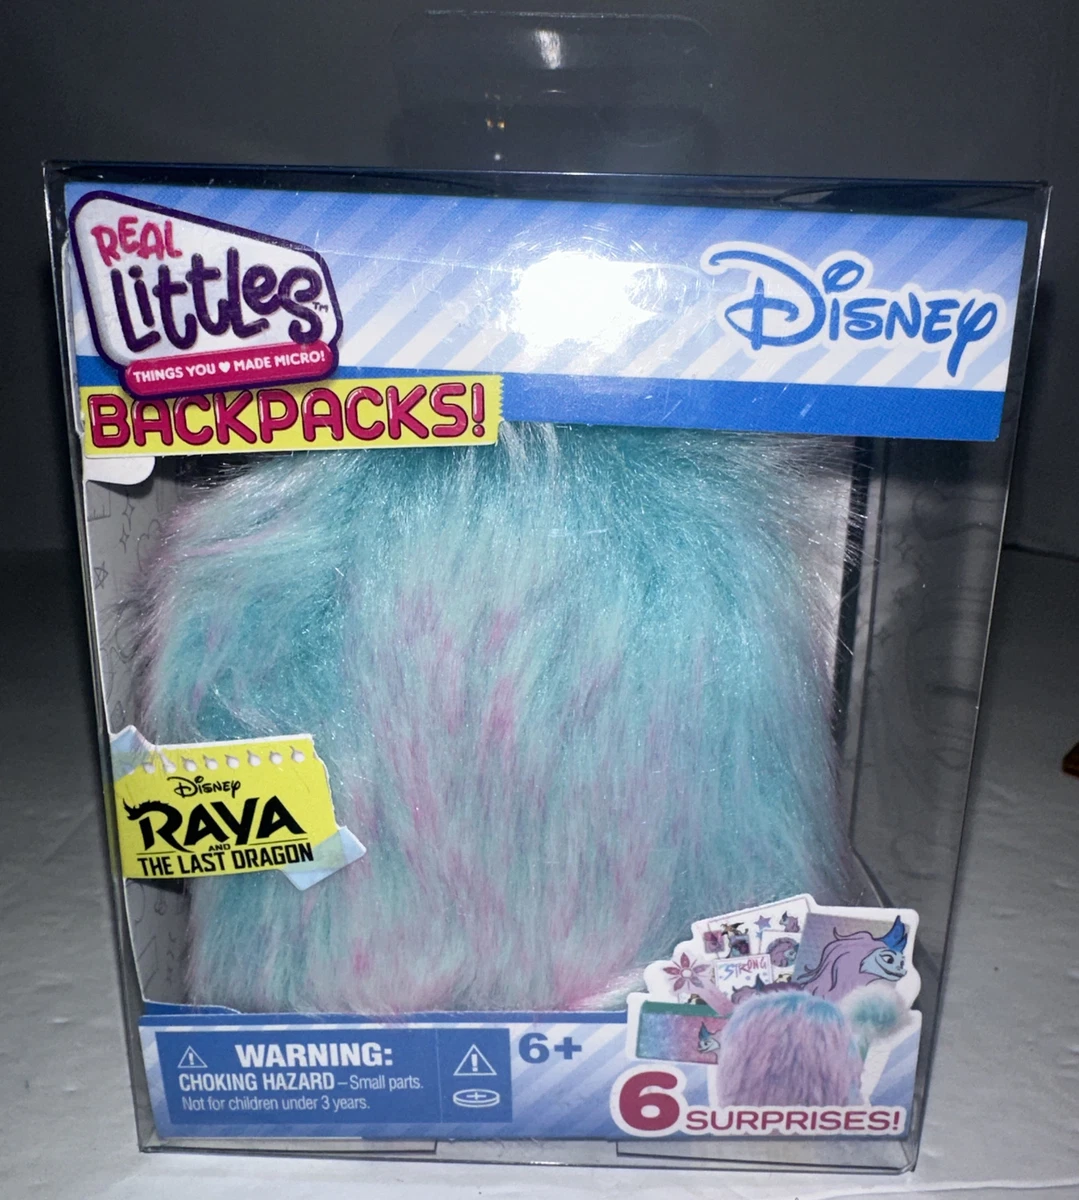 REAL
Littles™
THINGS YOU ♥ MADE MICRO!
BACKPACKS!
Disney
Disney
RAYA
AND
THE LAST DRAGON
STRONG
WARNING:
CHOKING HAZARD – Small parts.
Not for children under 3 years.
6+
6 SURPRISES!